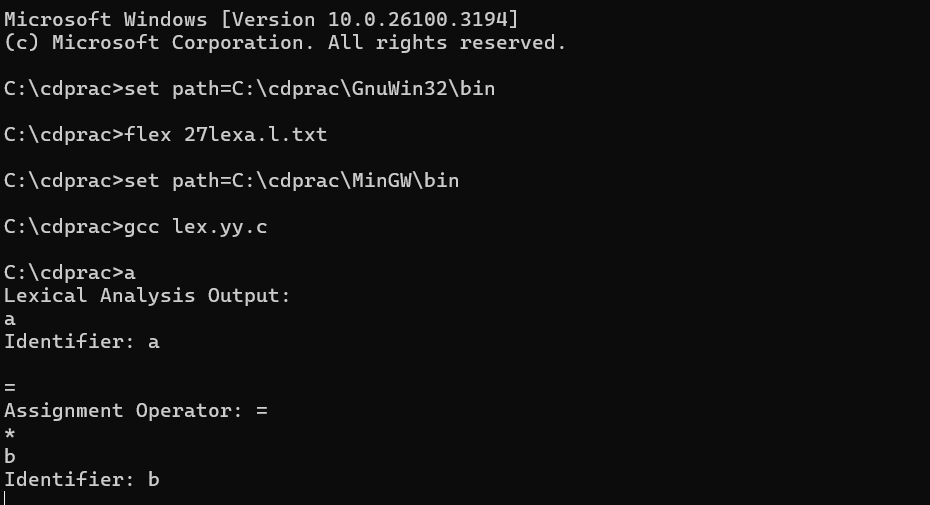 Microsoft Windows [Version 10.0.26100.3194]
(c) Microsoft Corporation. All rights reserved.
C:\cdprac>set path=C:\cdprac\GnuWin32\bin
C:\cdprac>flex 27lexa.l.txt
C:\cdprac>set path=C:\cdprac\MinGW\bin
C:\cdprac>gcc lex.yy.c
C:\cdprac>a
Lexical Analysis Output:
a
Identifier: a
=
Assignment Operator: =
*
b
Identifier: b